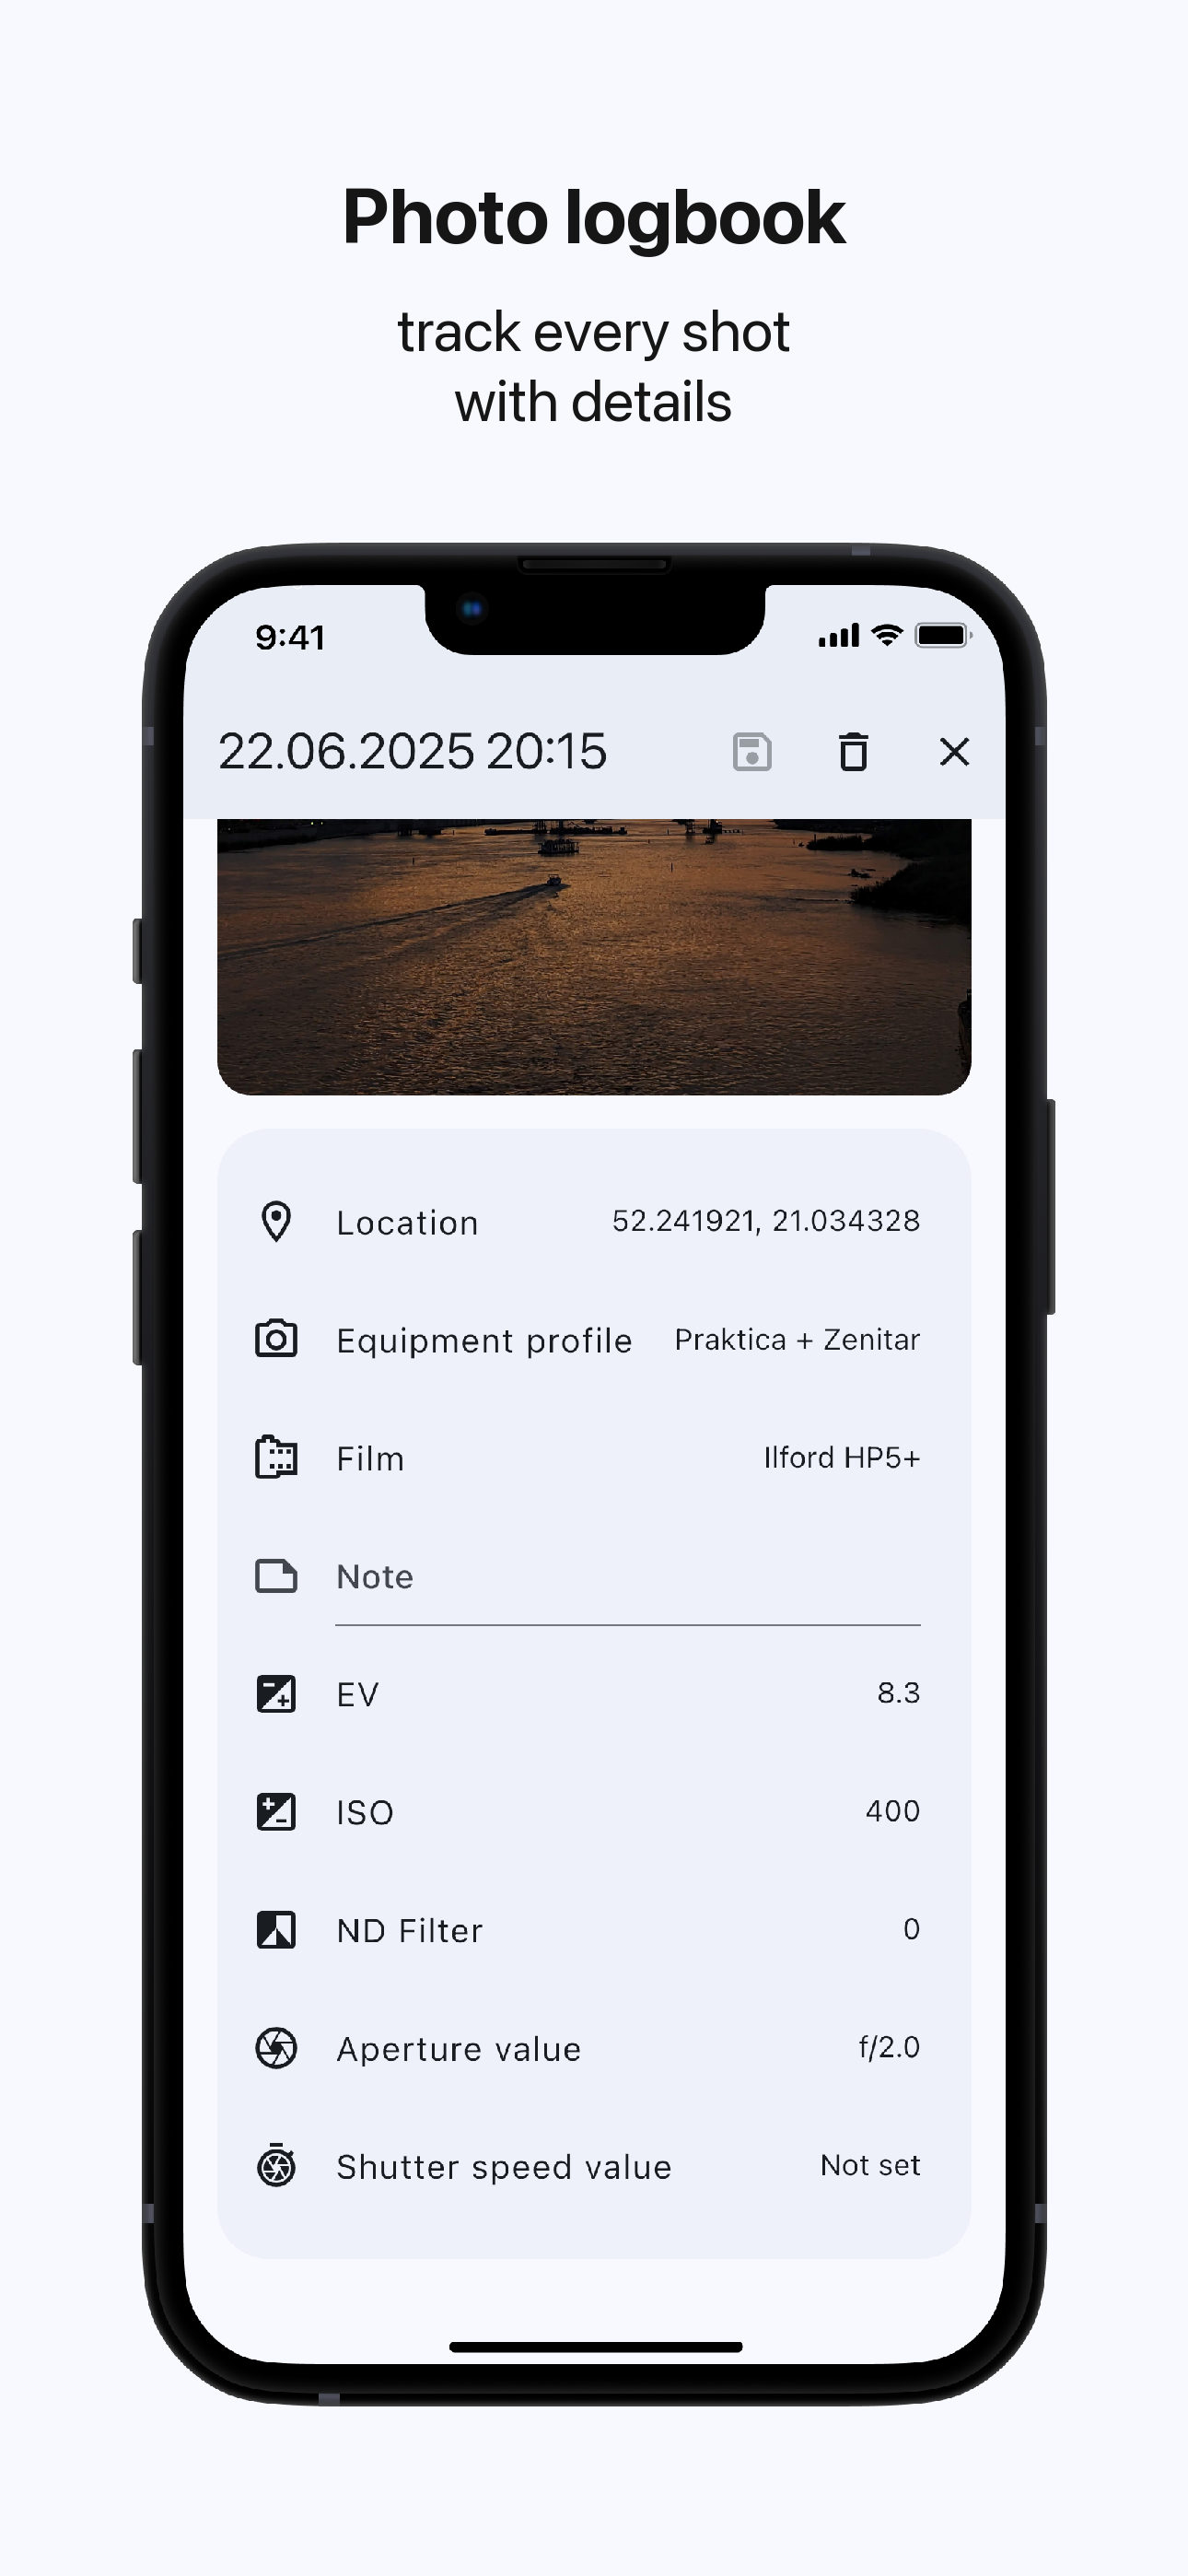 Photo logbook
track every shot
with details
9:41
22.06.2025 20:15
Location 52.241921, 21.034328
Equipment profile Praktica + Zenitar
Film Ilford HP5+
Note
EV 8.3
ISO 400
ND Filter 0
Aperture value f/2.0
Shutter speed value Not set